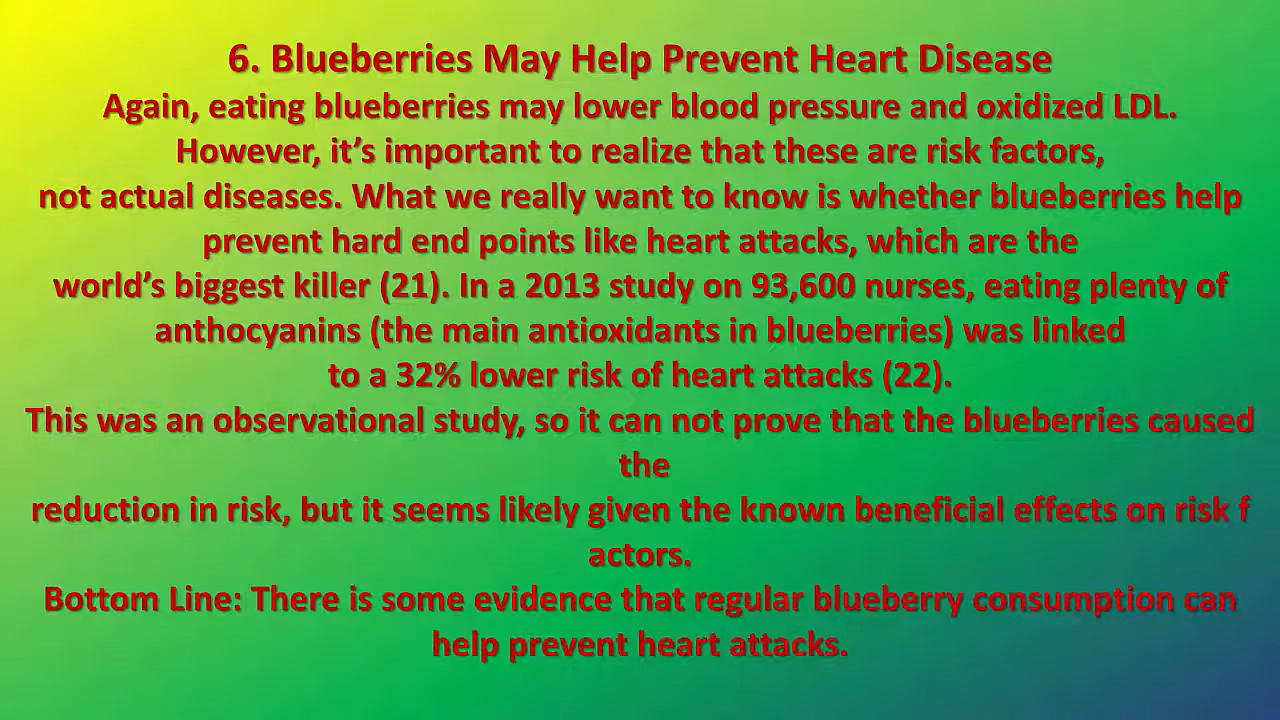 6. Blueberries May Help Prevent Heart Disease
Again, eating blueberries may lower blood pressure and oxidized LDL.
However, it’s important to realize that these are risk factors,
not actual diseases. What we really want to know is whether blueberries help
prevent hard end points like heart attacks, which are the
world’s biggest killer (21). In a 2013 study on 93,600 nurses, eating plenty of
anthocyanins (the main antioxidants in blueberries) was linked
to a 32% lower risk of heart attacks (22).
This was an observational study, so it can not prove that the blueberries caused
the
reduction in risk, but it seems likely given the known beneficial effects on risk f
actors.
Bottom Line: There is some evidence that regular blueberry consumption can
help prevent heart attacks.